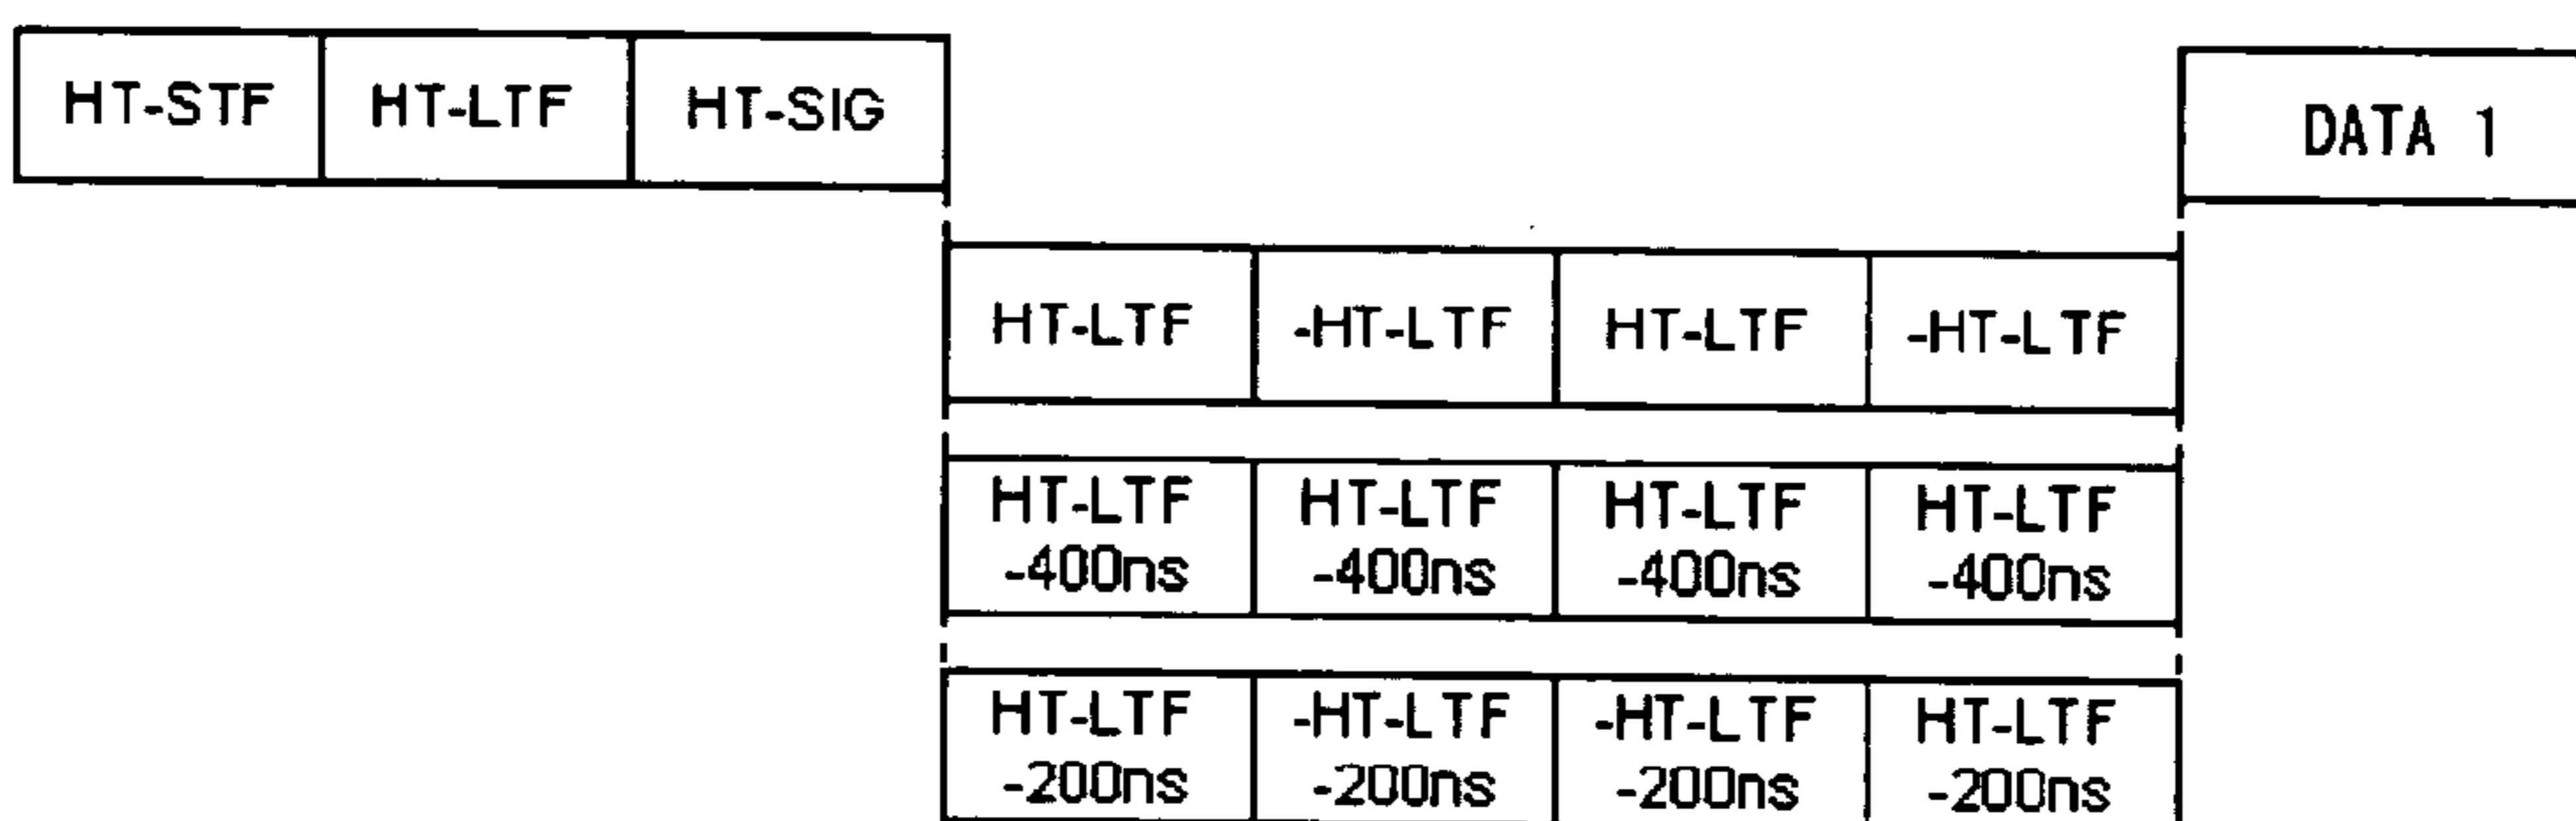 HT-STF HT-LTF HT-SIG DATA 1
HT-LTF -HT-LTF HT-LTF -HT-LTF
HT-LTF HT-LTF HT-LTF HT-LTF
-400ns -400ns -400ns -400ns
HT-LTF -HT-LTF -HT-LTF HT-LTF
-200ns -200ns -200ns -200ns